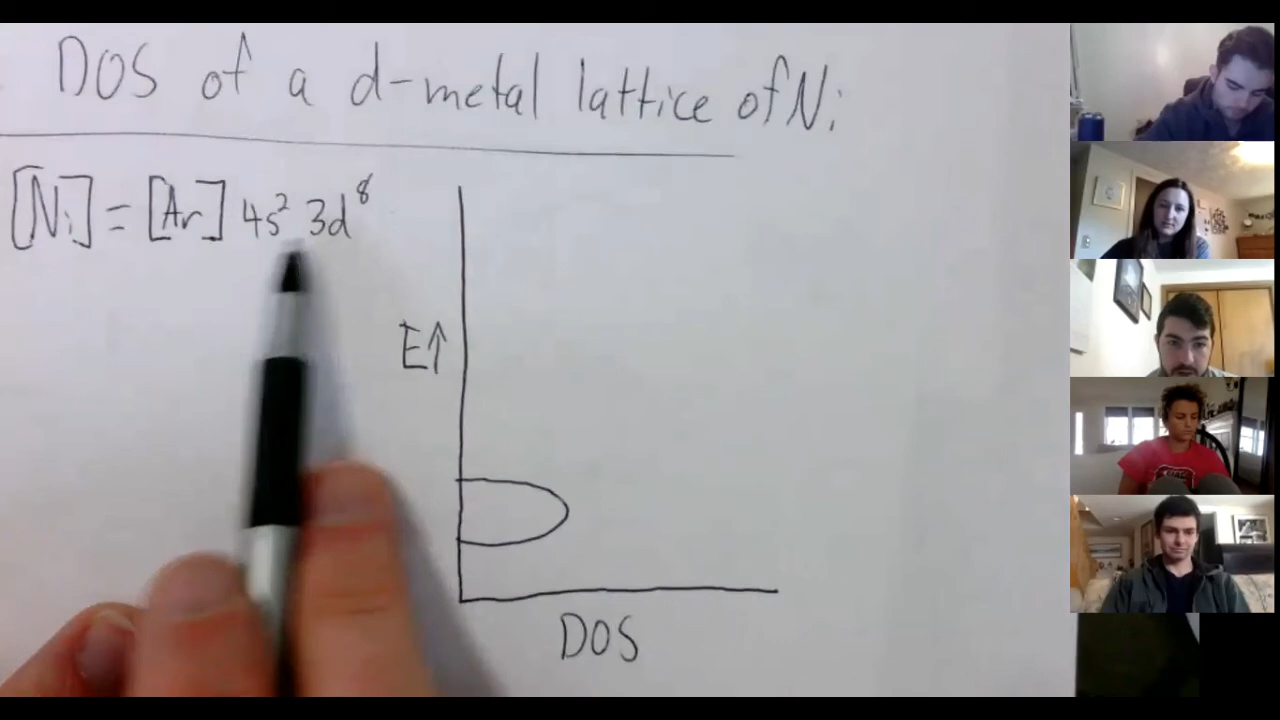 DOS of a d-metal lattice of Ni
[Ni] = [Ar] 4s² 3d⁸
E↑
DOS